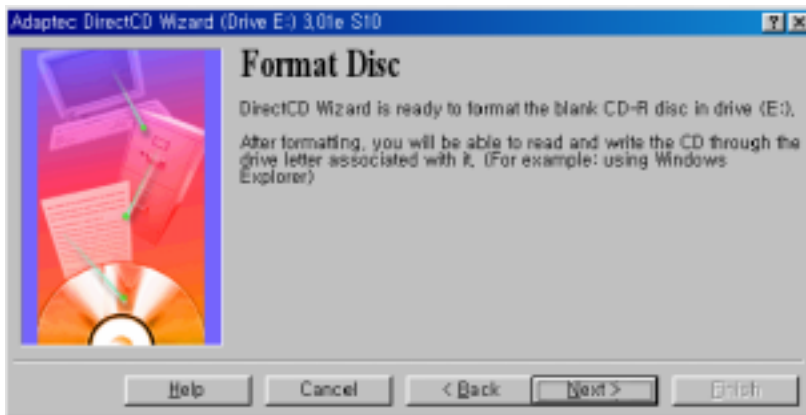 Adaptec DirectCD Wizard (Drive E:) 3,01e S10
Format Disc
DirectCD Wizard is ready to format the blank CD-R disc in drive (E:),
After formatting, you will be able to read and write the CD through the
drive letter associated with it, (For example: using Windows
Explorer)
Help Cancel < Back Next > Finish